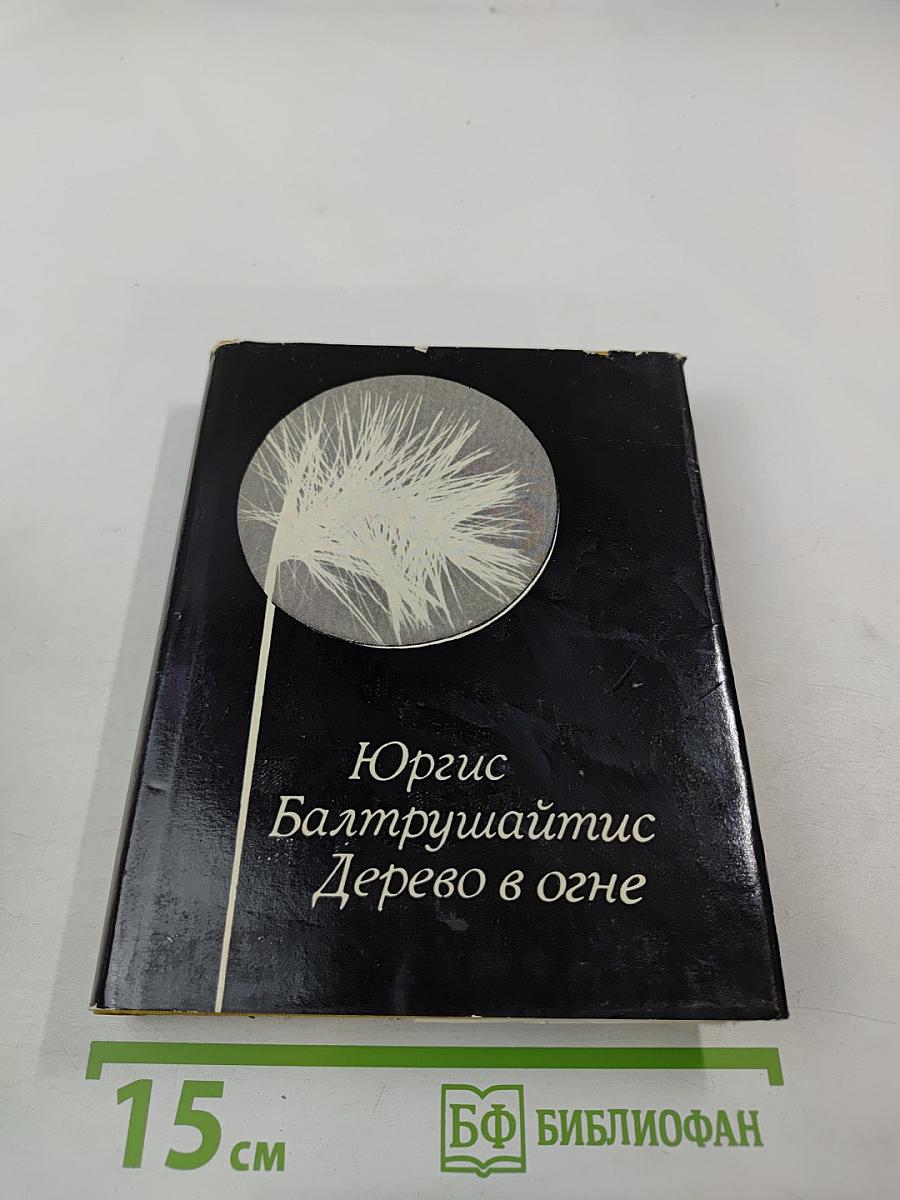 Юргис
Балтрушайтис
Дерево в огне
15 см
БФ БИБЛИОФАН